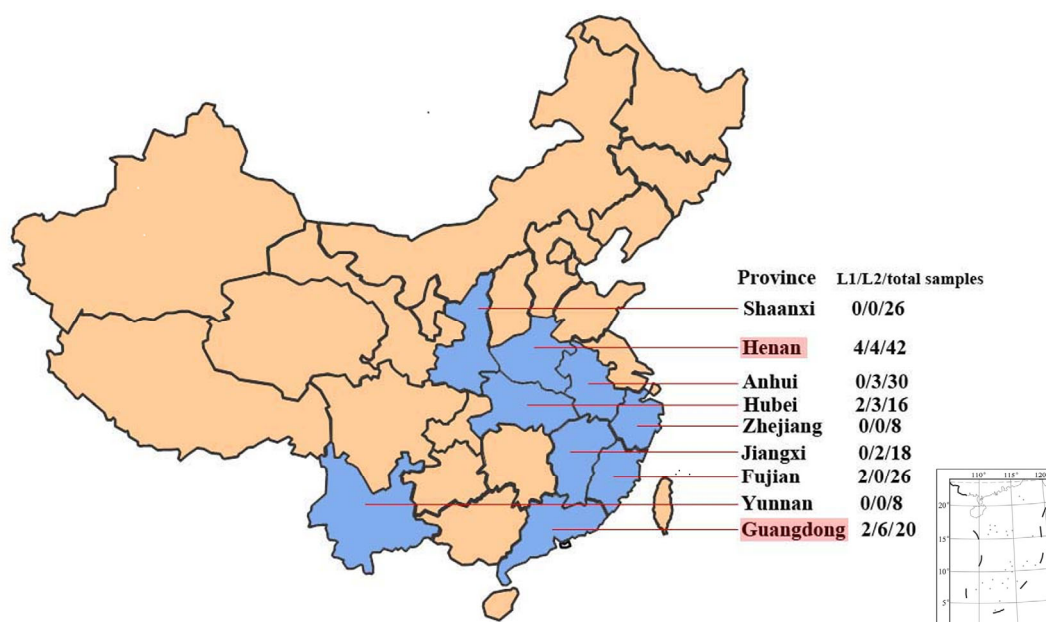 Province L1/L2/total samples
Shaanxi 0/0/26
Henan 4/4/42
Anhui 0/3/30
Hubei 2/3/16
Zhejiang 0/0/8
Jiangxi 0/2/18
Fujian 2/0/26
Yunnan 0/0/8
Guangdong 2/6/20
110° 115° 120°
20°
15°
10°
5°